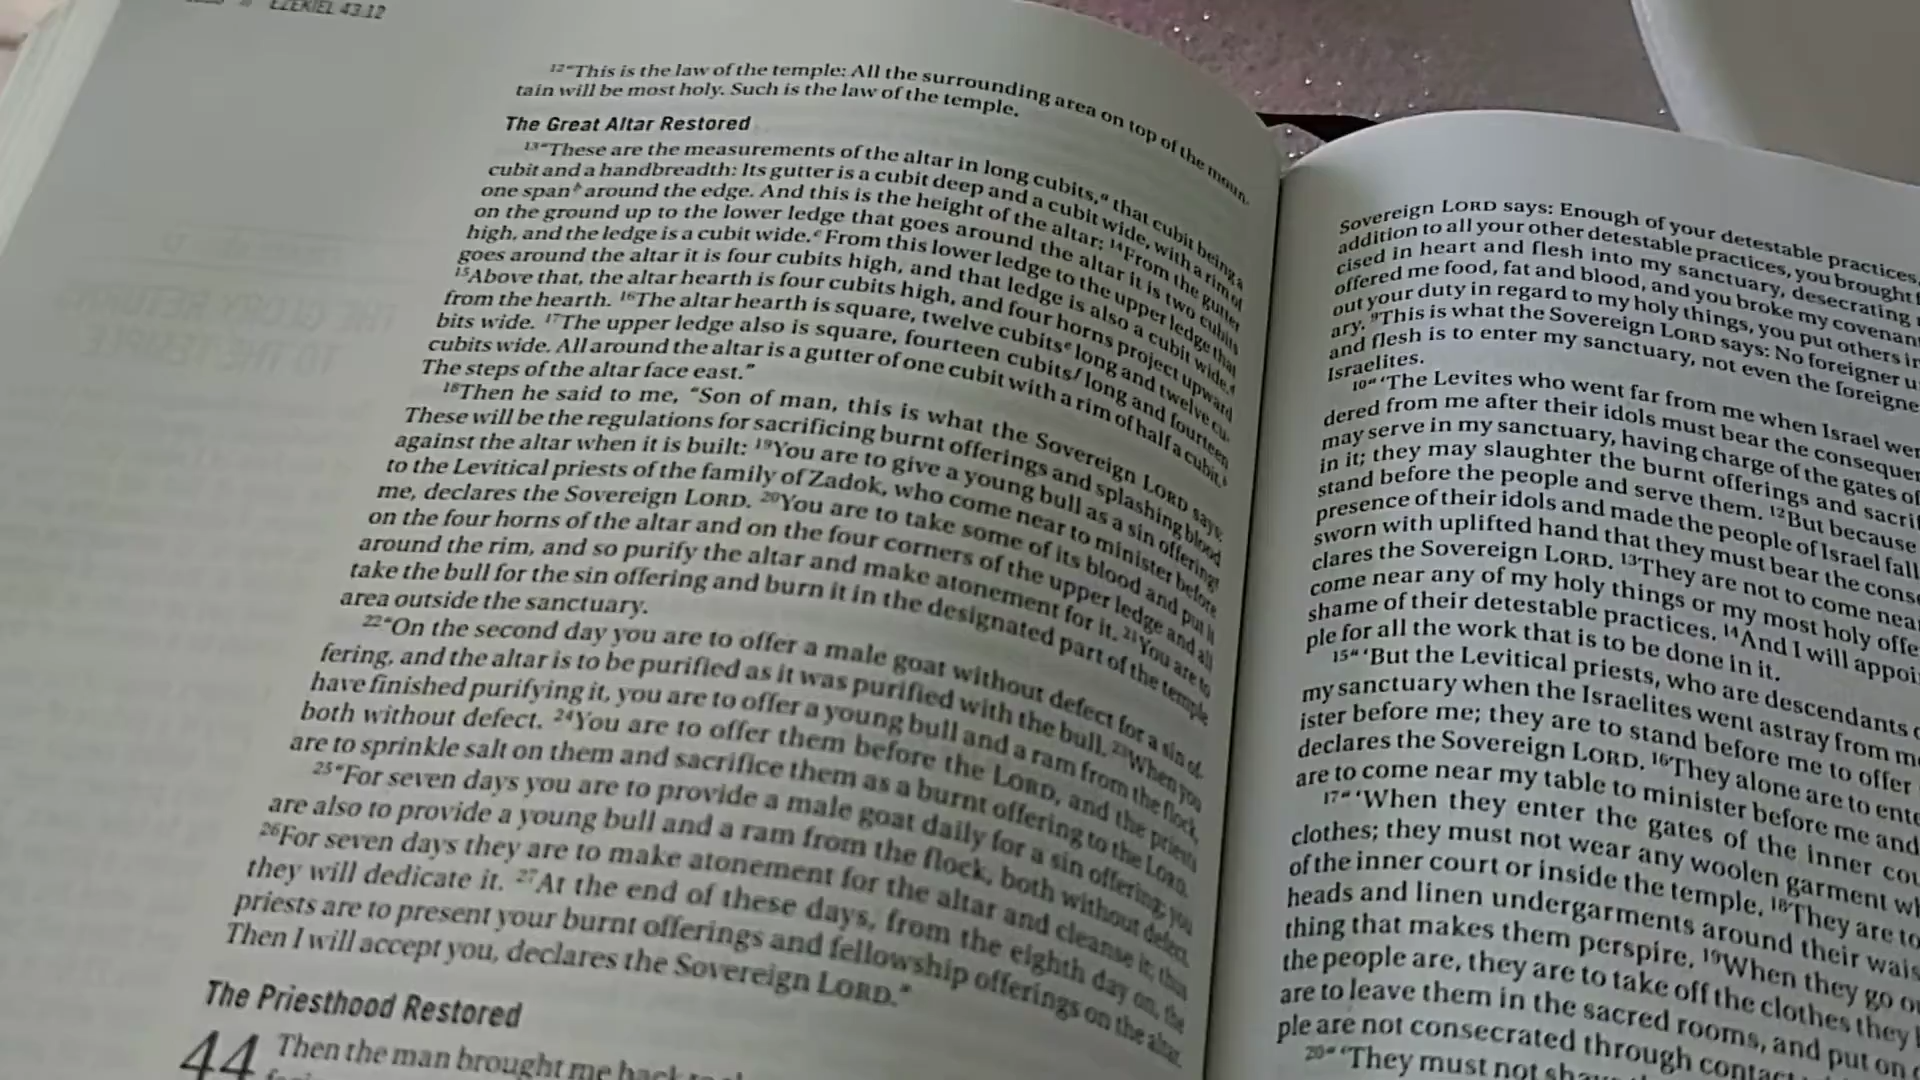 EZEKIEL 43:12
12“This is the law of the temple: All the surrounding area on top of the moun-
tain will be most holy. Such is the law of the temple.
The Great Altar Restored
13“These are the measurements of the altar in long cubits,a that cubit being a
cubit and a handbreadth: Its gutter is a cubit deep and a cubit wide, with a rim of
one spanb around the edge. And this is the height of the altar: 14From the gutter
on the ground up to the lower ledge that goes around the altar it is two cubits
high, and the ledge is a cubit wide.c From this lower ledge to the upper ledge that
goes around the altar it is four cubits high, and that ledge is also a cubit wide.d
15Above that, the altar hearth is four cubits high, and four horns project upward
from the hearth. 16The altar hearth is square, twelve cubitse long and twelve cu-
bits wide. 17The upper ledge also is square, fourteen cubitsf long and fourteen
cubits wide. All around the altar is a gutter of one cubit with a rim of half a cubit.b
The steps of the altar face east.”
18Then he said to me, “Son of man, this is what the Sovereign LORD says:
These will be the regulations for sacrificing burnt offerings and splashing blood
against the altar when it is built: 19You are to give a young bull as a sin offering
to the Levitical priests of the family of Zadok, who come near to minister before
me, declares the Sovereign LORD. 20You are to take some of its blood and put it
on the four horns of the altar and on the four corners of the upper ledge and all
around the rim, and so purify the altar and make atonement for it. 21You are to
take the bull for the sin offering and burn it in the designated part of the temple
area outside the sanctuary.
22“On the second day you are to offer a male goat without defect for a sin of-
fering, and the altar is to be purified as it was purified with the bull. 23When you
have finished purifying it, you are to offer a young bull and a ram from the flock,
both without defect. 24You are to offer them before the LORD, and the priests
are to sprinkle salt on them and sacrifice them as a burnt offering to the LORD.
25“For seven days you are to provide a male goat daily for a sin offering; you
are also to provide a young bull and a ram from the flock, both without defect.
26For seven days they are to make atonement for the altar and cleanse it; thus
they will dedicate it. 27At the end of these days, from the eighth day on, the
priests are to present your burnt offerings and fellowship offerings on the altar.
Then I will accept you, declares the Sovereign LORD.”
The Priesthood Restored
44 Then the man brought me back to
Sovereign LORD says: Enough of your detestable practices,
addition to all your other detestable practices, you brought
cised in heart and flesh into my sanctuary, desecrating
offered me food, fat and blood, and you broke my covenant
out your duty in regard to my holy things, you put others in
ary. 9This is what the Sovereign LORD says: No foreigner
and flesh is to enter my sanctuary, not even the
Israelites.
10“ ‘The Levites who went far from me when Israel
dered from me after their idols must bear the
may serve in my sanctuary, having charge of the gates of
in it; they may slaughter the burnt offerings and
stand before the people and serve them. 12But because
presence of their idols and made the people of Israel fall
sworn with uplifted hand that they must bear the
clares the Sovereign LORD. 13They are not to come near
come near any of my holy things or my most holy
shame of their detestable practices. 14And I will
ple for all the work that is to be done in it.
15“ ‘But the Levitical priests, who are descendants
my sanctuary when the Israelites went astray from
ister before me; they are to stand before me to offer
declares the Sovereign LORD. 16They alone are to
are to come near my table to minister before me and
17“ ‘When they enter the gates of the inner
clothes; they must not wear any woolen garment
of the inner court or inside the temple. 18They are to
heads and linen undergarments around their
thing that makes them perspire. 19When they go
the people are, they are to take off the clothes they
are to leave them in the sacred rooms, and put on
ple are not consecrated through
20“ ‘They must not